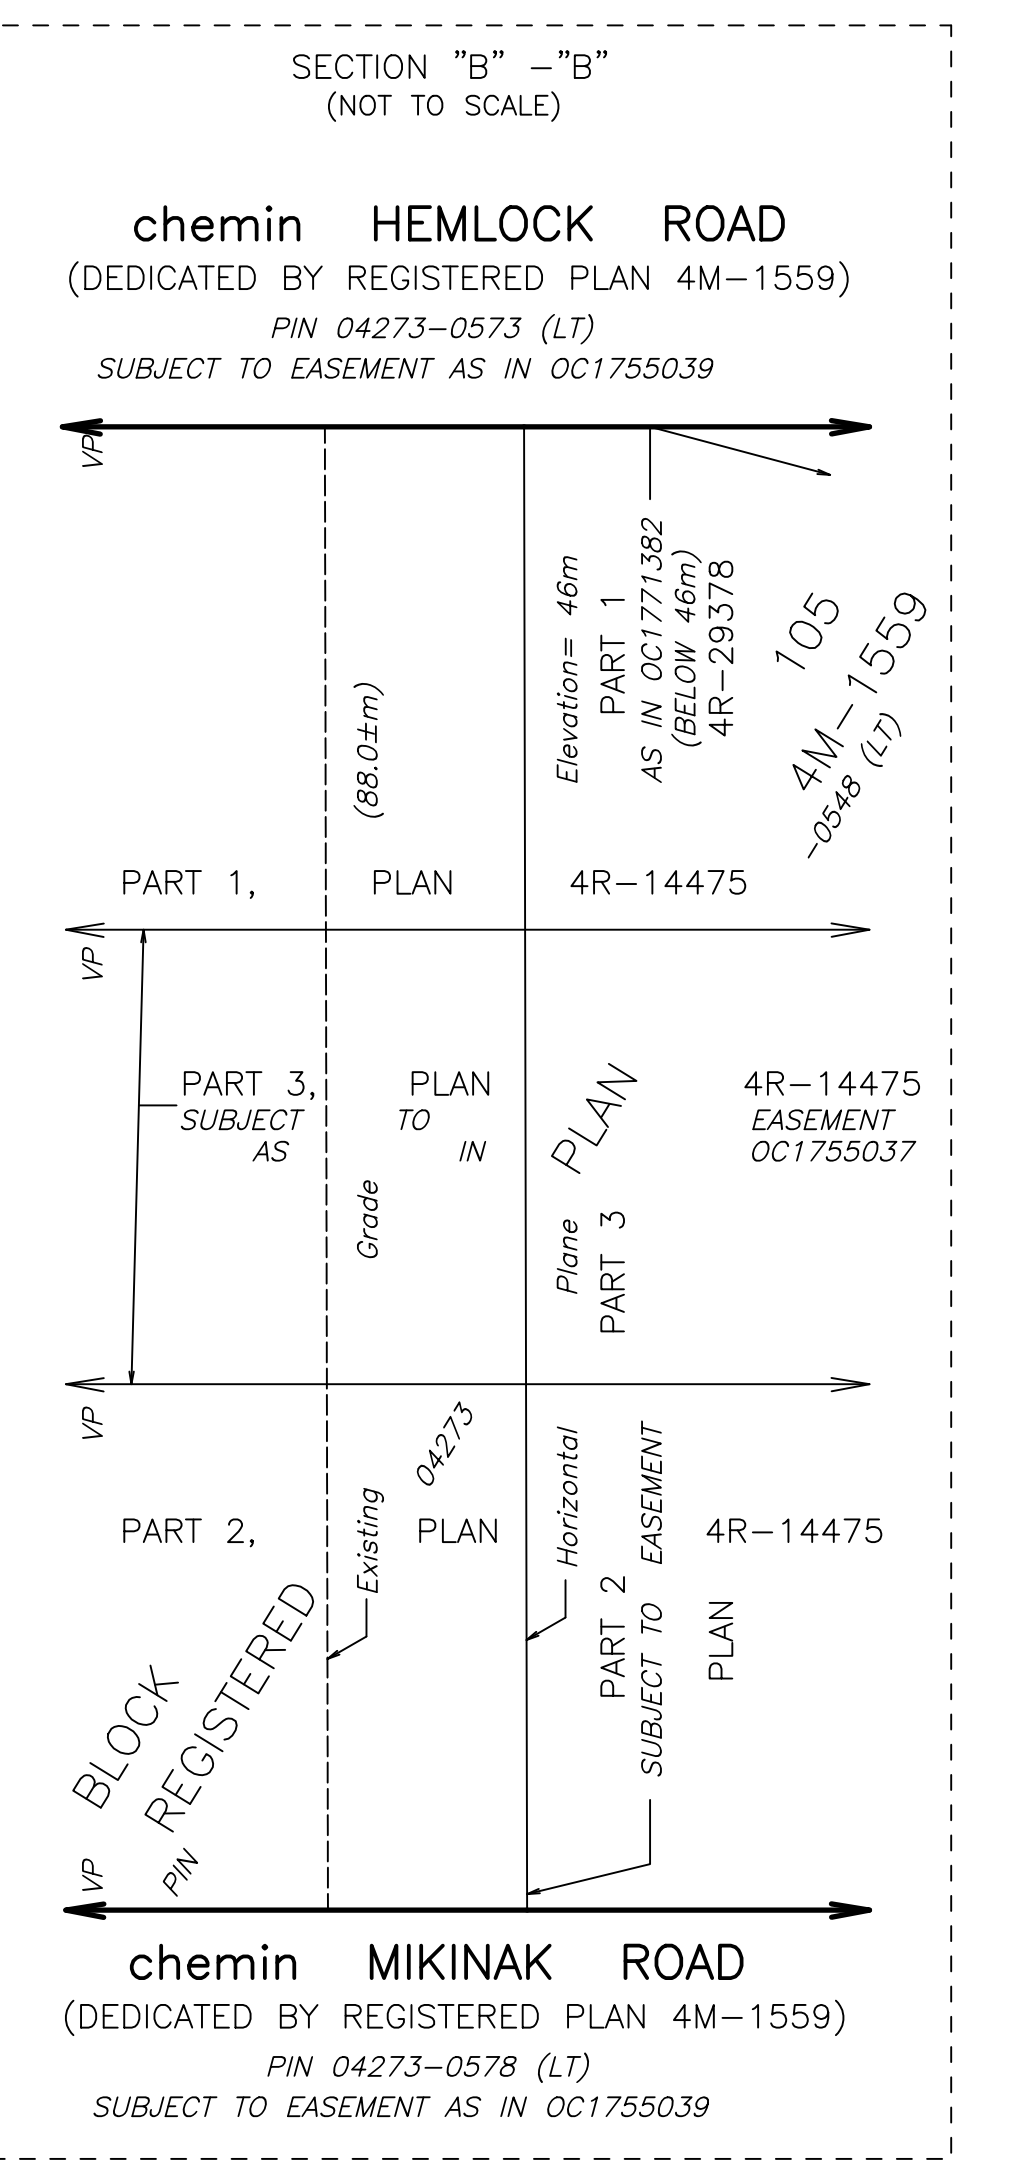 SECTION "B" -"B"
(NOT TO SCALE)
chemin HEMLOCK ROAD
(DEDICATED BY REGISTERED PLAN 4M-1559)
PIN 04273-0573 (LT)
SUBJECT TO EASEMENT AS IN OC1755039
VP
Existing Grade (88.0±m)
Horizontal Plane Elevation= 46m
PART 2 PART 3 PART 1
SUBJECT TO EASEMENT AS IN OC1771382
(BELOW 46m)
PLAN 4R-29378
BLOCK 105
REGISTERED PLAN 4M-1559
PIN 04273-0548 (LT)
PART 1, PLAN 4R-14475
VP
PART 3, PLAN 4R-14475
SUBJECT TO EASEMENT
AS IN OC1755037
VP
PART 2, PLAN 4R-14475
VP
chemin MIKINAK ROAD
(DEDICATED BY REGISTERED PLAN 4M-1559)
PIN 04273-0578 (LT)
SUBJECT TO EASEMENT AS IN OC1755039